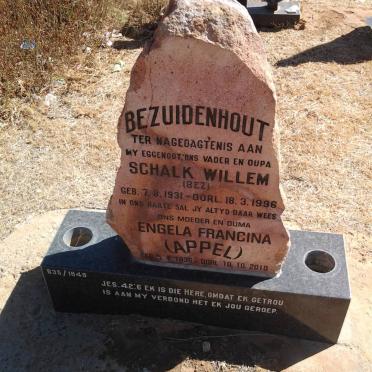 BEZUIDENHOUT
TER NAGEDAGTENIS AAN
MY EGGENOOT, ONS VADER EN OUPA
SCHALK WILLEM
(BEZ)
GEB. 7. 8. 1931 - OORL. 18. 3. 1996
IN ONS HARTE SAL JY ALTYD DAAR WEES
ONS MOEDER EN OUMA
ENGELA FRANCINA
(APPEL)
1935 - OORL. 10. 10. 2010
635/1548
JES. 42:6 EK IS DIE HERE, OMDAT EK GETROU
IS AAN MY VERBOND HET EK JOU GEROEP.